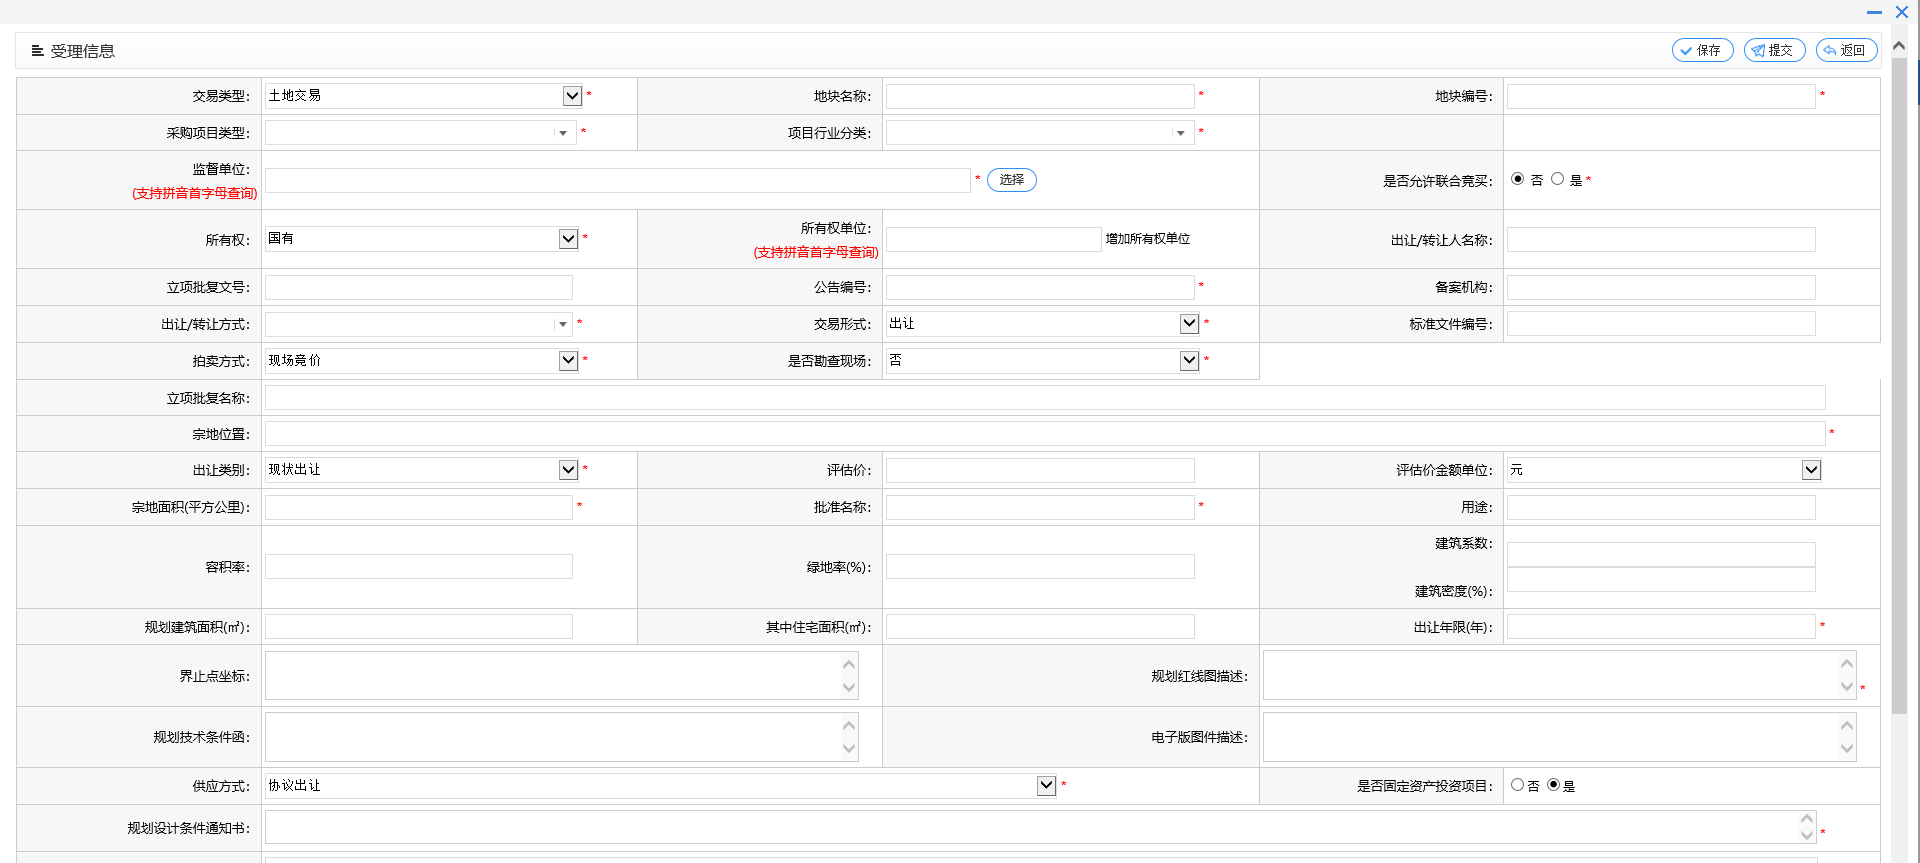 受理信息 保存 提交 返回
交易类型: 土地交易 * 地块名称: * 地块编号: *
采购项目类型: * 项目行业分类: *
监督单位:
(支持拼音首字母查询) * 选择 是否允许联合竞买: 否 是 *
所有权: 国有 * 所有权单位:
(支持拼音首字母查询) 增加所有权单位 出让/转让人名称:
立项批复文号: 公告编号: * 备案机构:
出让/转让方式: * 交易形式: 出让 * 标准文件编号:
拍卖方式: 现场竞价 * 是否勘查现场: 否 *
立项批复名称:
宗地位置: *
出让类别: 现状出让 * 评估价: 评估价金额单位: 元
宗地面积(平方公里): * 批准名称: * 用途:
容积率: 绿地率(%): 建筑系数:
建筑密度(%):
规划建筑面积(㎡): 其中住宅面积(㎡): 出让年限(年): *
界止点坐标: 规划红线图描述: *
规划技术条件函: 电子版图件描述:
供应方式: 协议出让 * 是否固定资产投资项目: 否 是
规划设计条件通知书: *